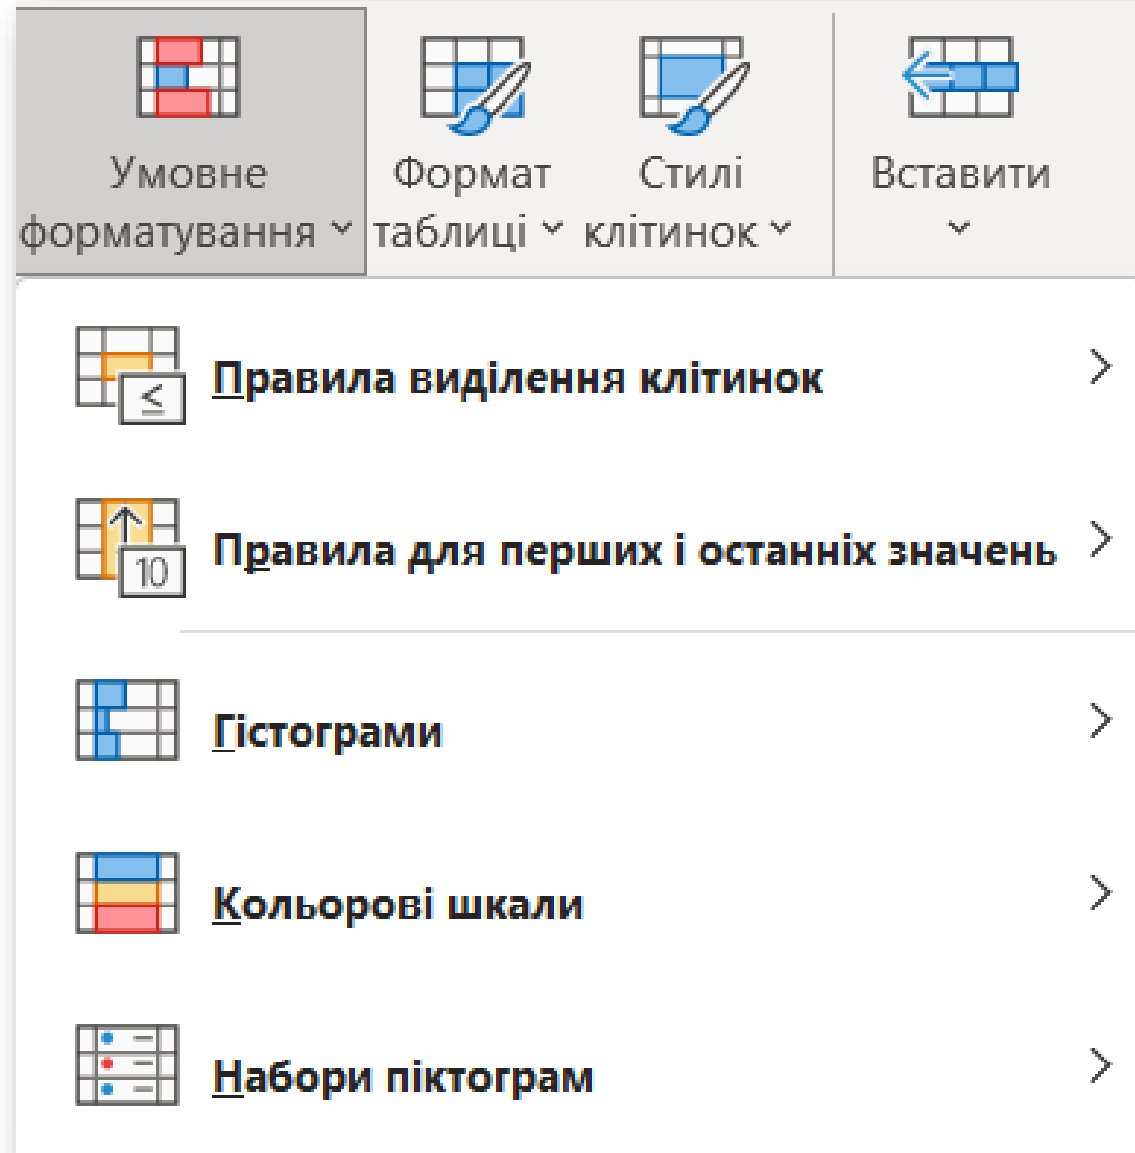 Умовне форматування
Формат таблиці
Стилі клітинок
Вставити
≤
Правила виділення клітинок
10
Правила для перших і останніх значень
Гістограми
Кольорові шкали
Набори піктограм